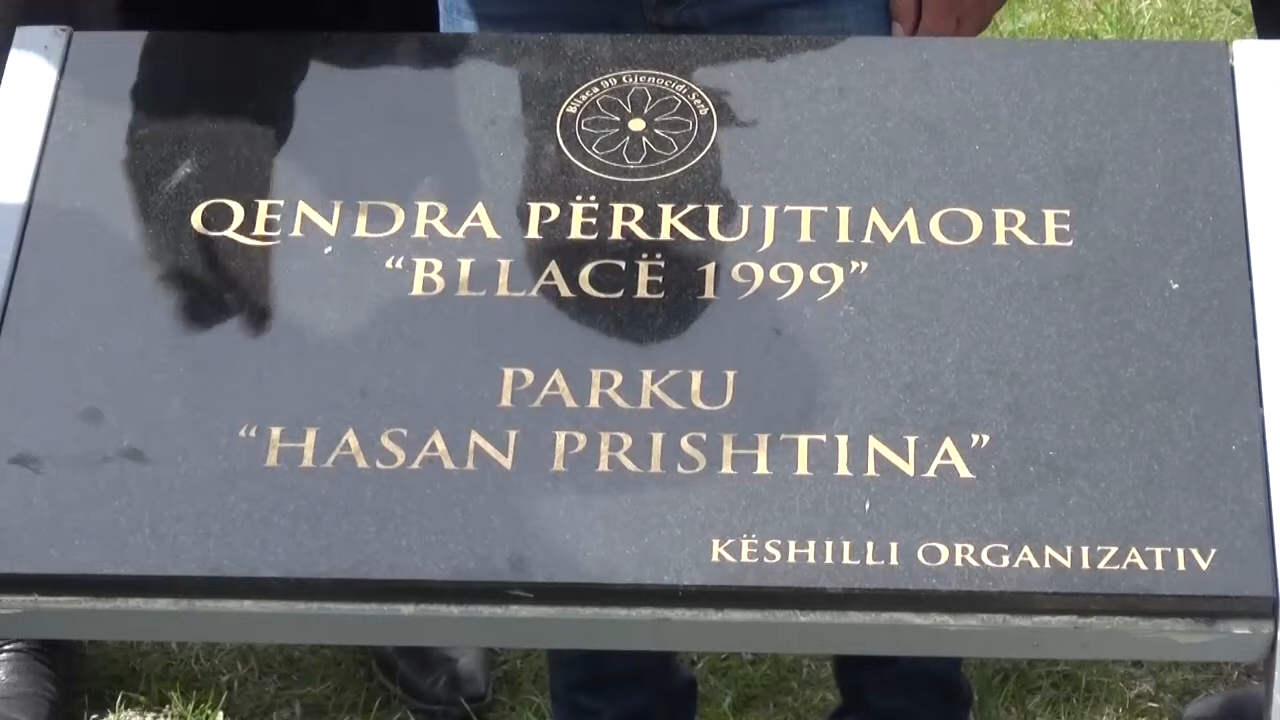 Bllaca 99 Gjenocidi Serb
QENDRA PËRKUJTIMORE
“BLLACË 1999”
PARKU
“HASAN PRISHTINA”
KËSHILLI ORGANIZATIV